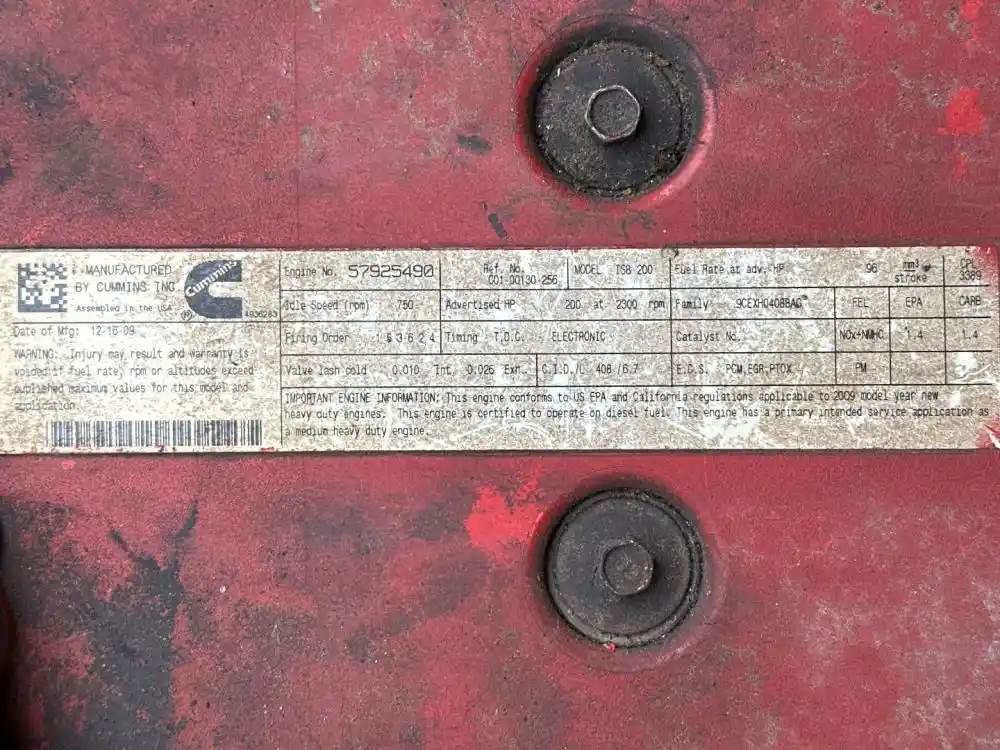 MANUFACTURED
BY CUMMINS INC
Assembled in the USA
Cummins
4936283
Date of Mfg: 12-16-09
WARNING: Injury may result and warranty is
voided if fuel rate, rpm or altitudes exceed
published maximum values for this model and
application.
Engine No. 57925490
Ref. No.
001-00130-256
MODEL ISB 200
Fuel Rate at adv. HP 96 mm³ stroke
CPL
3389
Idle Speed (rpm) 750
Advertised HP 200 at 2300 rpm
Family 9CEXH0408BAG
FEL EPA CARB
Firing Order 1 5 3 6 2 4
Timing - T.D.C. ELECTRONIC
Catalyst No.
NOx+NMHC 1.4 1.4
Valve lash cold 0.010 Int. 0.026 Exh.
C.I.D./L 408 /6.7
E.C.S. PCM,EGR-PTOX
PM
IMPORTANT ENGINE INFORMATION: This engine conforms to US EPA and California regulations applicable to 2009 model year new
heavy duty engines. This engine is certified to operate on diesel fuel. This engine has a primary intended service application as
a medium heavy duty engine.